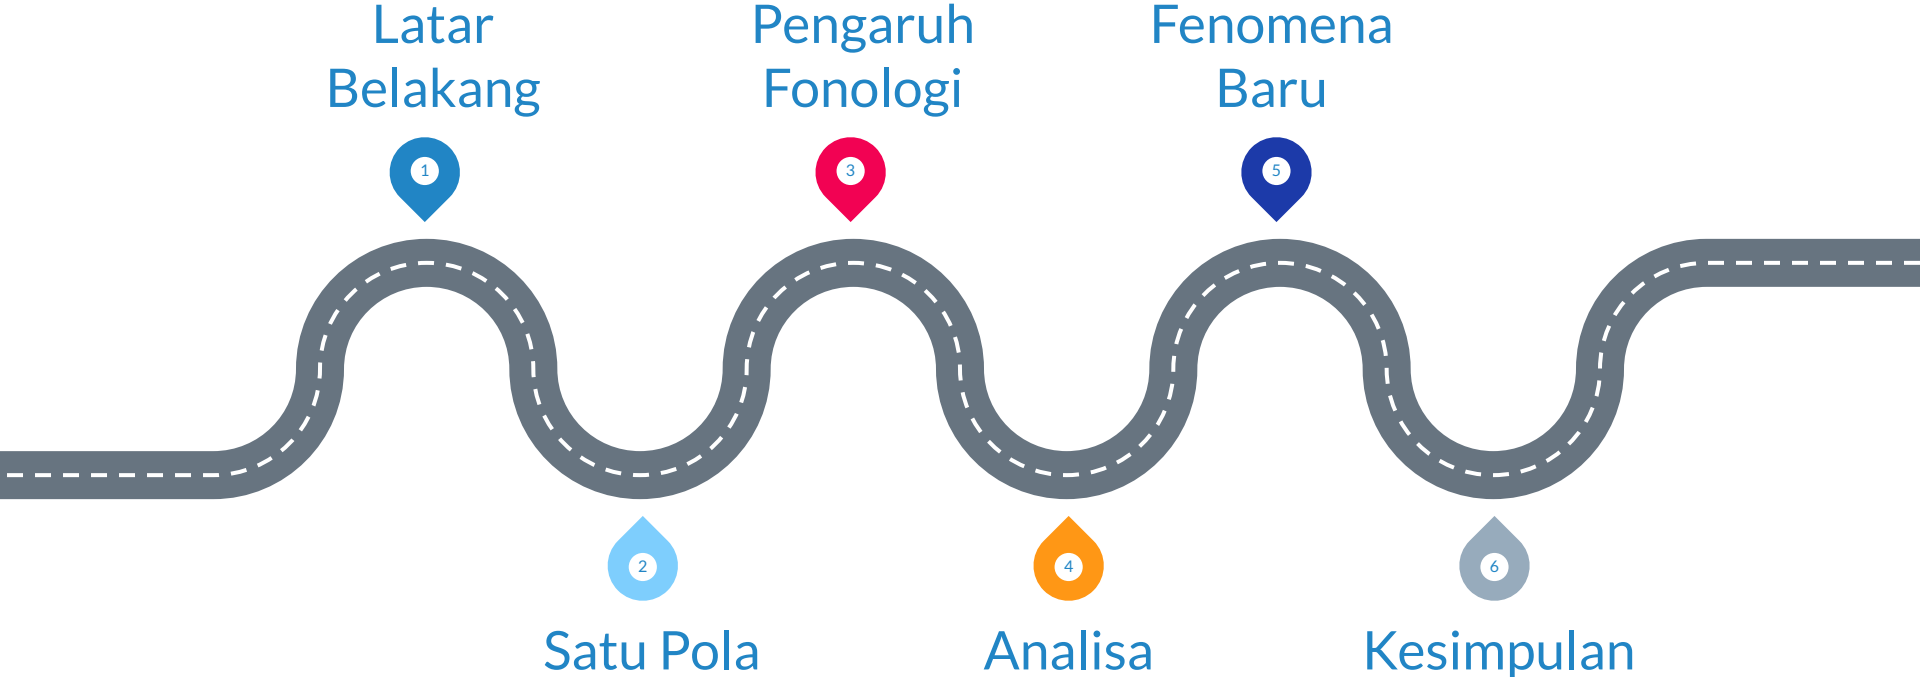 Latar
Belakang
1
2
Satu Pola
Pengaruh
Fonologi
3
4
Analisa
Fenomena
Baru
5
6
Kesimpulan